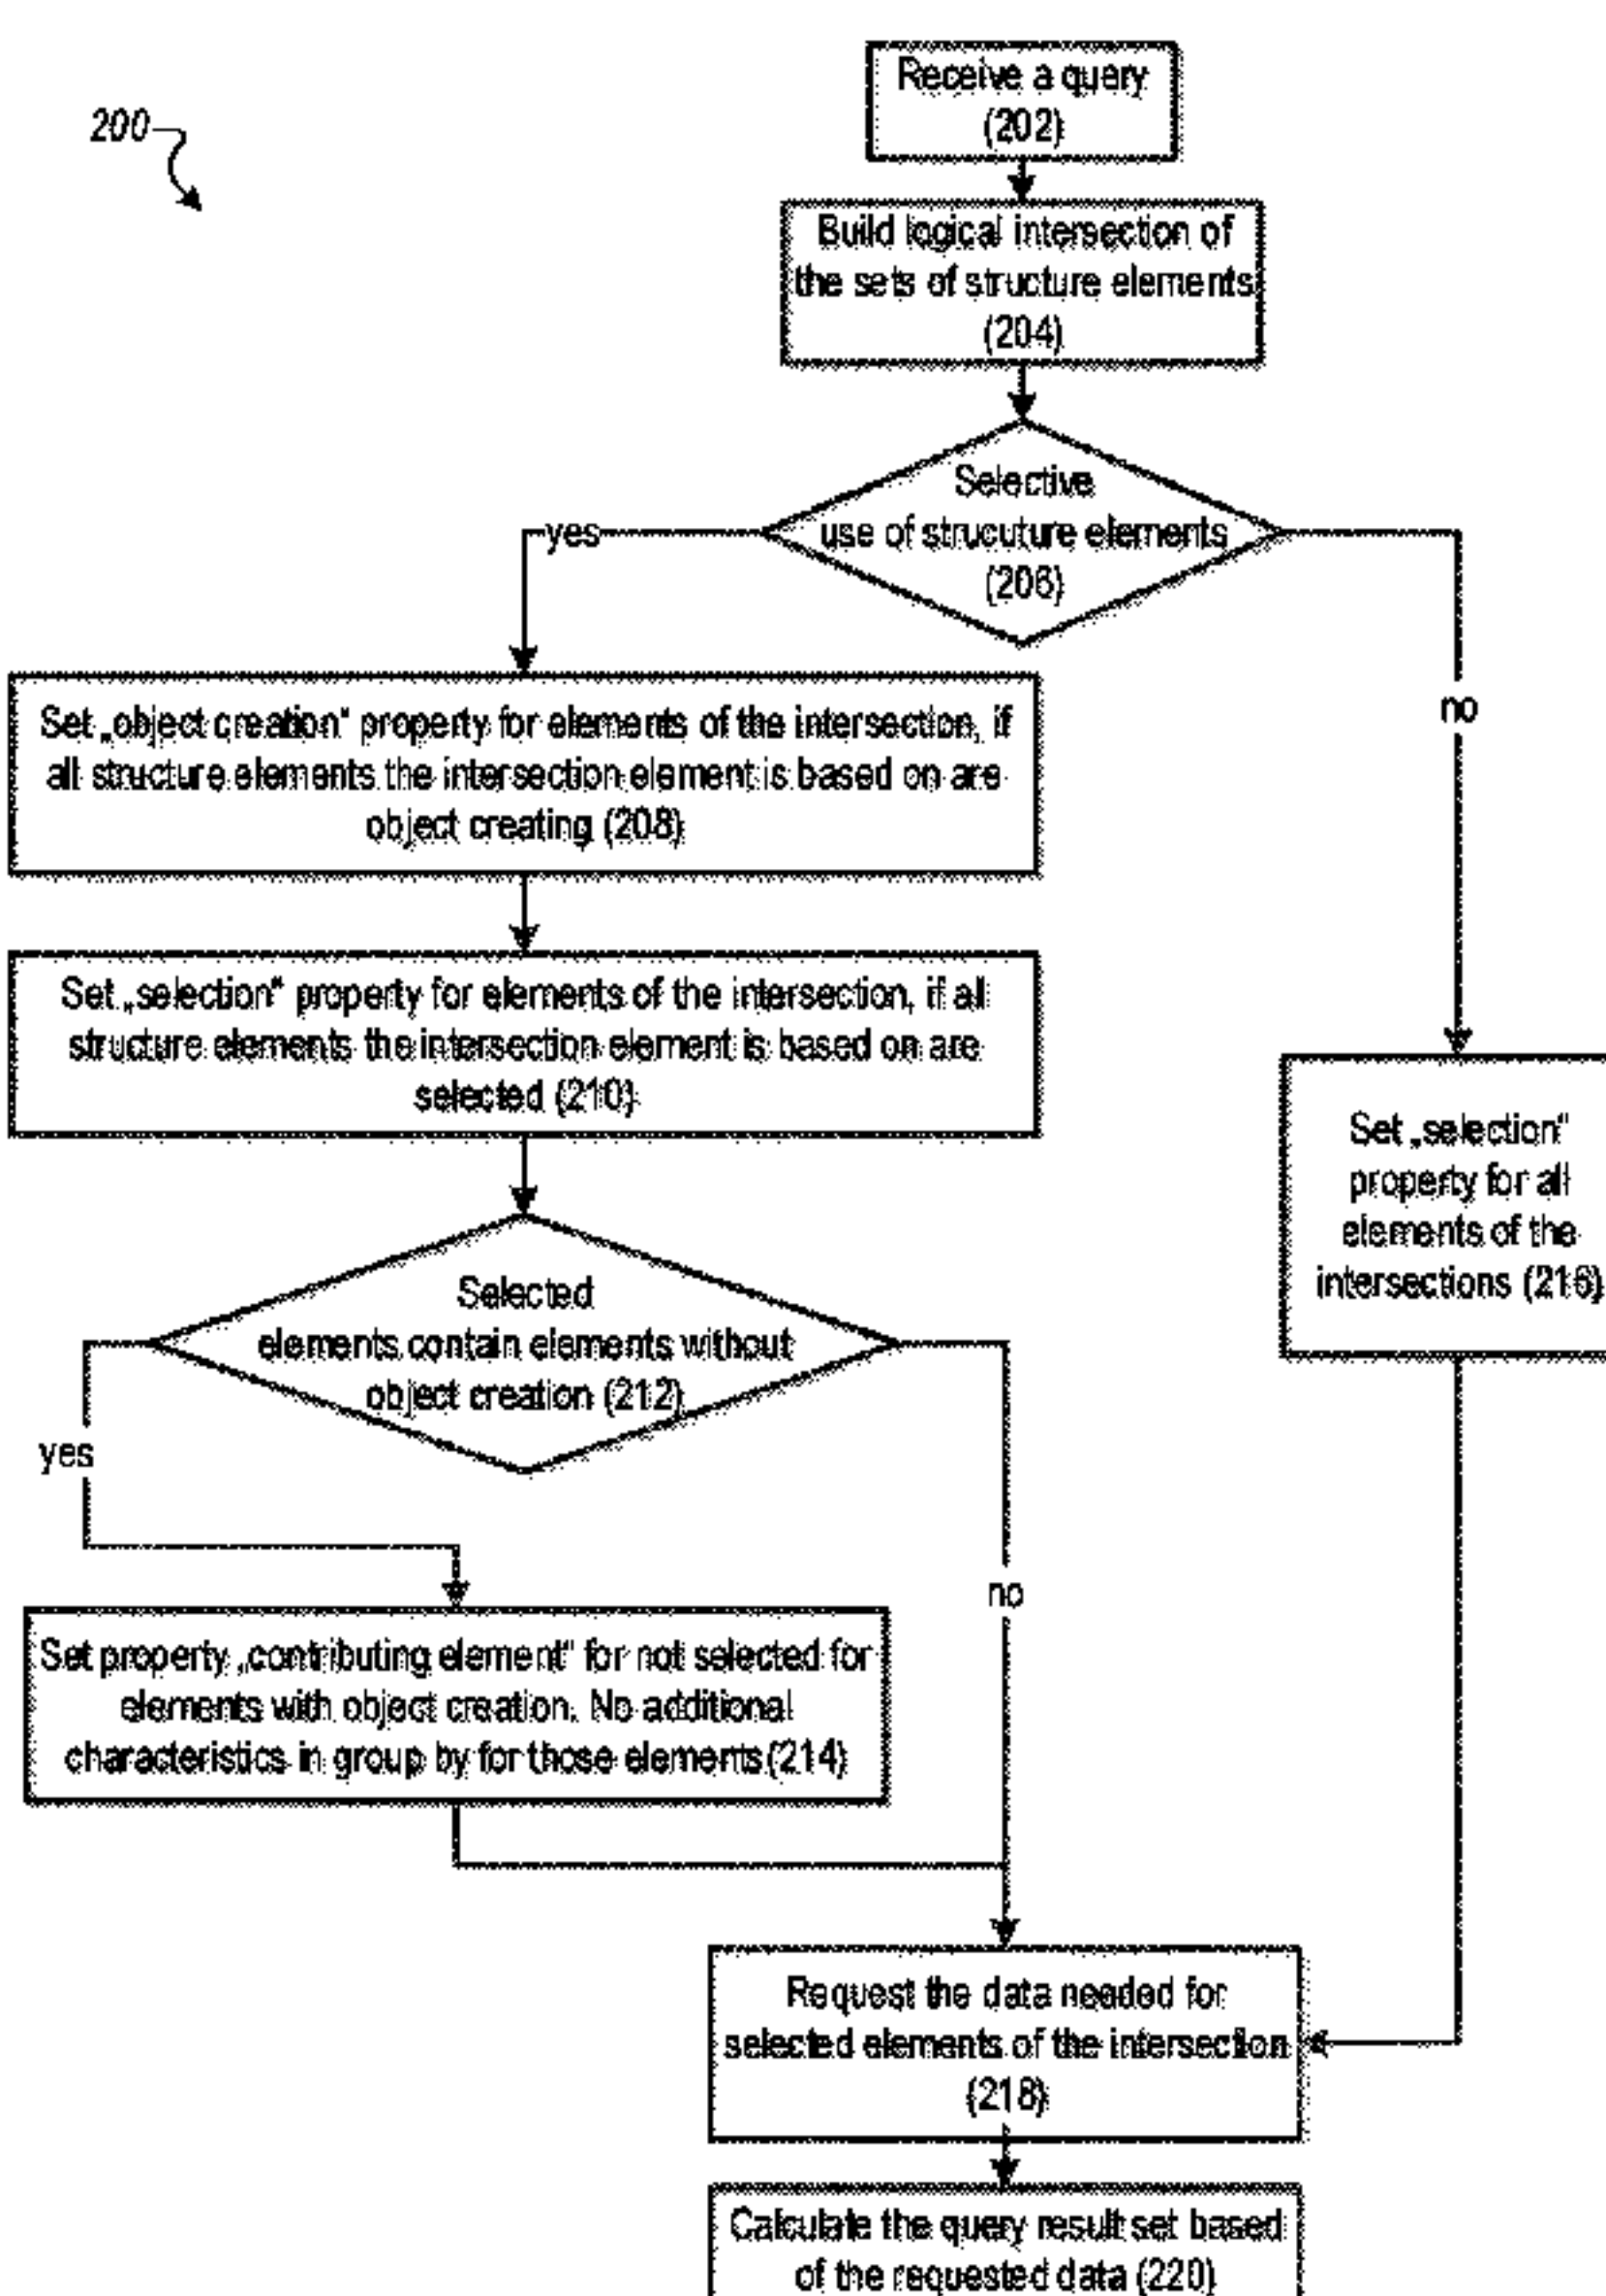 200
Receive a query
(202)
Build logical intersection of
the sets of structure elements
(204)
Selective
use of strucuture elements
(206)
yes
no
Set „object creation“ property for elements of the intersection, if
all structure elements the intersection element is based on are
object creating (208)
Set „selection“ property for elements of the intersection, if all
structure elements the intersection element is based on are
selected (210)
Set „selection“
property for all
elements of the
intersections (216)
Selected
elements contain elements without
object creation (212)
yes
no
Set property „contributing element“ for not selected for
elements with object creation. No additional
characteristics in group by for those elements(214)
Request the data needed for
selected elements of the intersection
(218)
Calculate the query result set based
of the requested data (220)